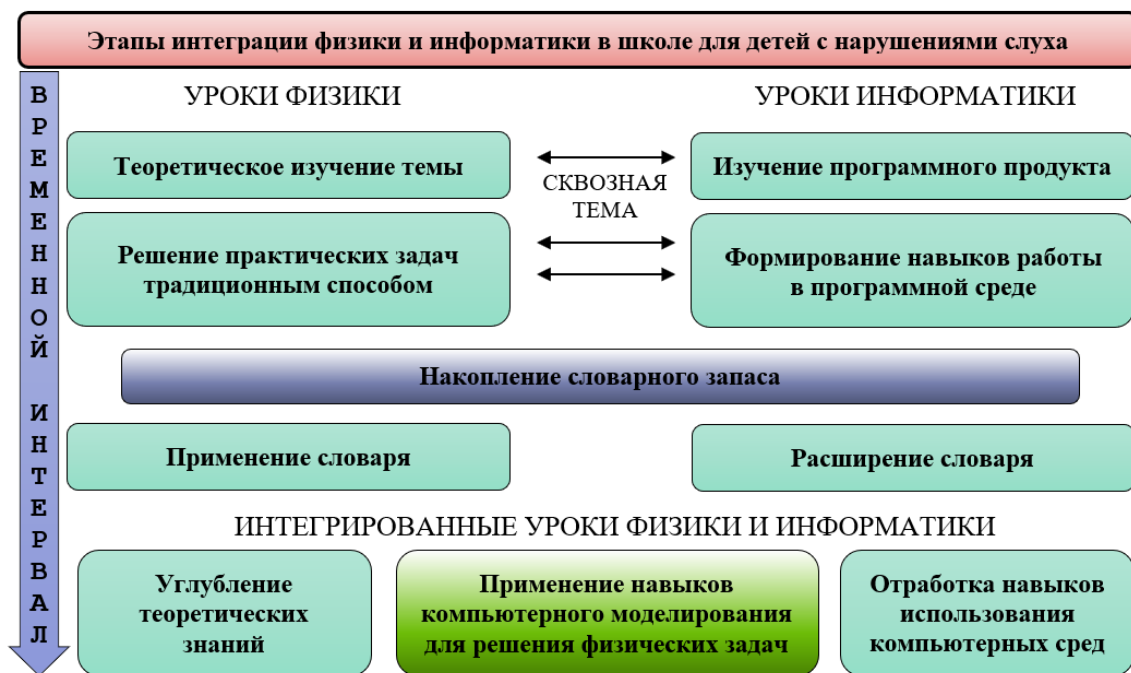 Этапы интеграции физики и информатики в школе для детей с нарушениями слуха
ВРЕМЕННОЙ ИНТЕРВАЛ
УРОКИ ФИЗИКИ
УРОКИ ИНФОРМАТИКИ
Теоретическое изучение темы
СКВОЗНАЯ
ТЕМА
Изучение программного продукта
Решение практических задач
традиционным способом
Формирование навыков работы
в программной среде
Накопление словарного запаса
Применение словаря
Расширение словаря
ИНТЕГРИРОВАННЫЕ УРОКИ ФИЗИКИ И ИНФОРМАТИКИ
Углубление
теоретических
знаний
Применение навыков
компьютерного моделирования
для решения физических задач
Отработка навыков
использования
компьютерных сред